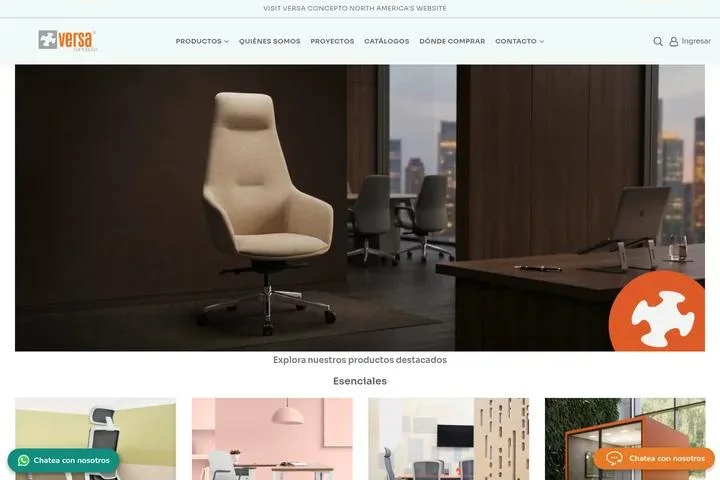 VISIT VERSA CONCEPTO NORTH AMERICA'S WEBSITE
versa
concepto
PRODUCTOS
QUIÉNES SOMOS
PROYECTOS
CATÁLOGOS
DÓNDE COMPRAR
CONTACTO
Ingresar
Explora nuestros productos destacados
Esenciales
Chatea con nosotros
Chatea con nosotros